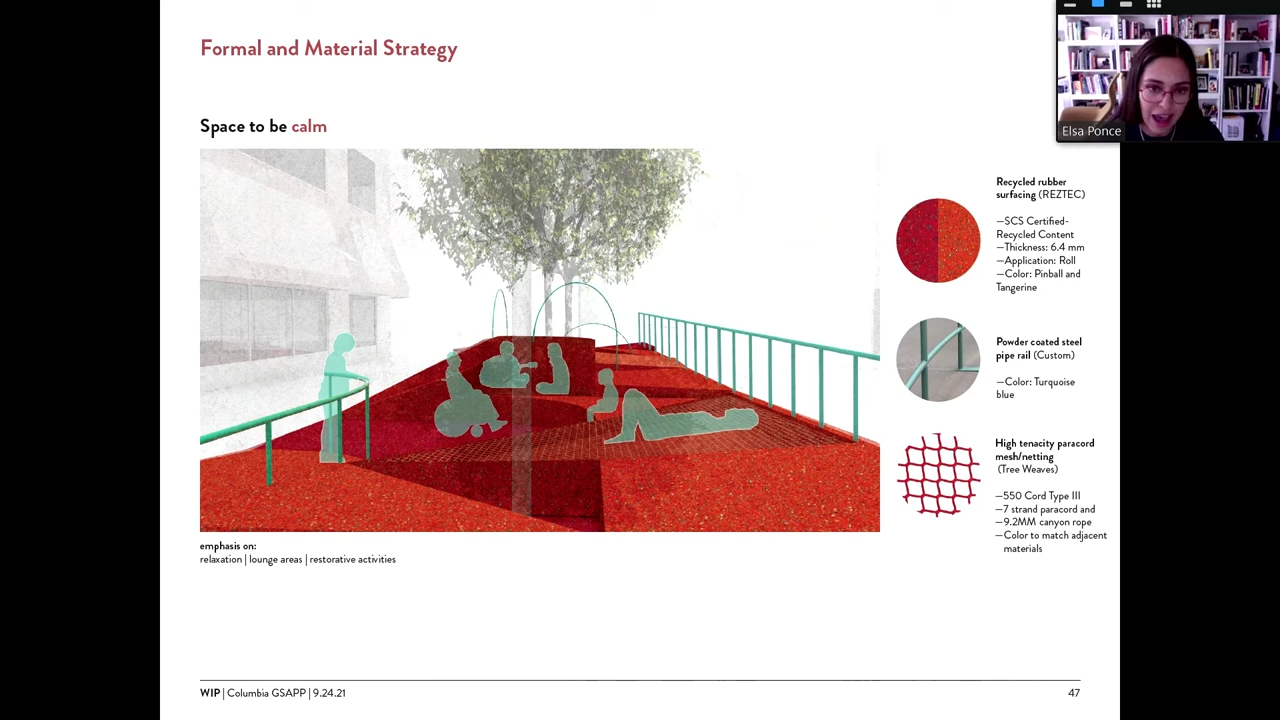 Formal and Material Strategy
Elsa Ponce
Space to be calm
Recycled rubber
surfacing (REZTEC)
—SCS Certified-
Recycled Content
—Thickness: 6.4 mm
—Application: Roll
—Color: Pinball and
Tangerine
Powder coated steel
pipe rail (Custom)
—Color: Turquoise
blue
High tenacity paracord
mesh/netting
(Tree Weaves)
—550 Cord Type III
—7 strand paracord and
—9.2MM canyon rope
—Color to match adjacent
materials
emphasis on:
relaxation | lounge areas | restorative activities
WIP | Columbia GSAPP | 9.24.21
47